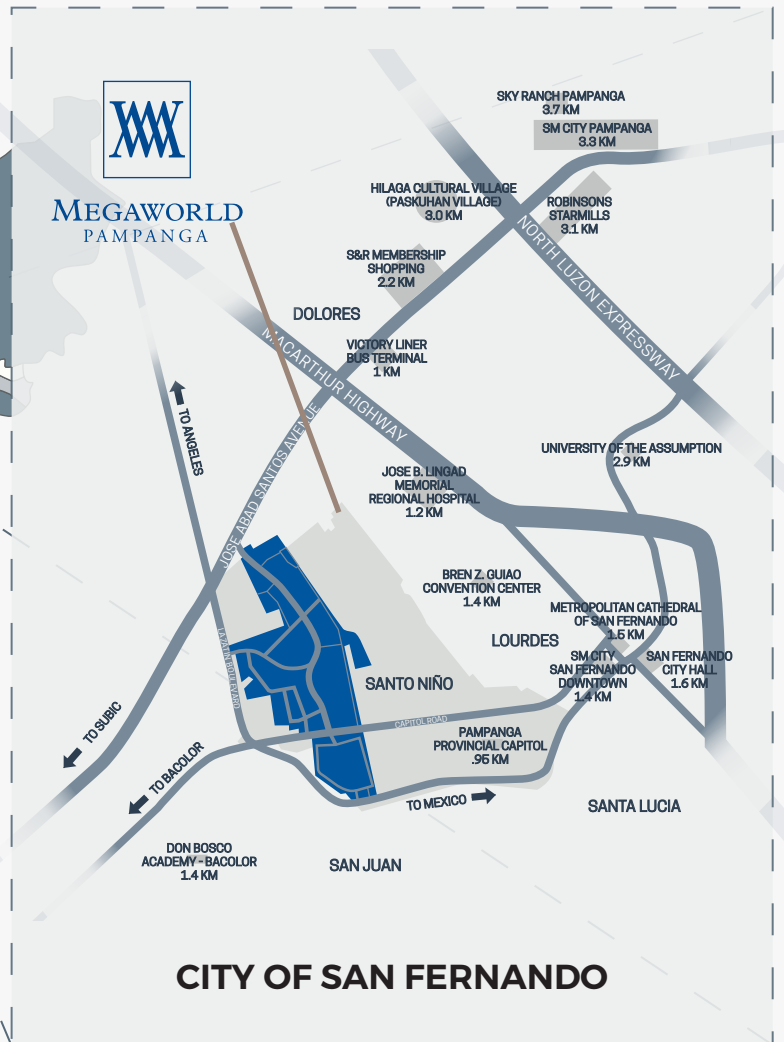 SKY RANCH PAMPANGA
3.7 KM
SM CITY PAMPANGA
3.3 KM
MEGAWORLD
PAMPANGA
HILAGA CULTURAL VILLAGE
(PASKUHAN VILLAGE)
3.0 KM
ROBINSONS
STARMILLS
3.1 KM
NORTH LUZON EXPRESSWAY
S&R MEMBERSHIP
SHOPPING
2.2 KM
DOLORES
MACARTHUR HIGHWAY
VICTORY LINER
BUS TERMINAL
1 KM
TO ANGELES
JOSE ABAD SANTOS AVENUE
UNIVERSITY OF THE ASSUMPTION
2.9 KM
JOSE B. LINGAD
MEMORIAL
REGIONAL HOSPITAL
1.2 KM
BREN Z. GUIAO
CONVENTION CENTER
1.4 KM
METROPOLITAN CATHEDRAL
OF SAN FERNANDO
1.5 KM
LOURDES
LAZATIN BOULEVARD
SM CITY
SAN FERNANDO
DOWNTOWN
1.4 KM
SAN FERNANDO
CITY HALL
1.6 KM
SANTO NIÑO
CAPITOL ROAD
TO SUBIC
PAMPANGA
PROVINCIAL CAPITOL
.95 KM
TO BACOLOR
TO MEXICO
SANTA LUCIA
DON BOSCO
ACADEMY - BACOLOR
1.4 KM
SAN JUAN
CITY OF SAN FERNANDO